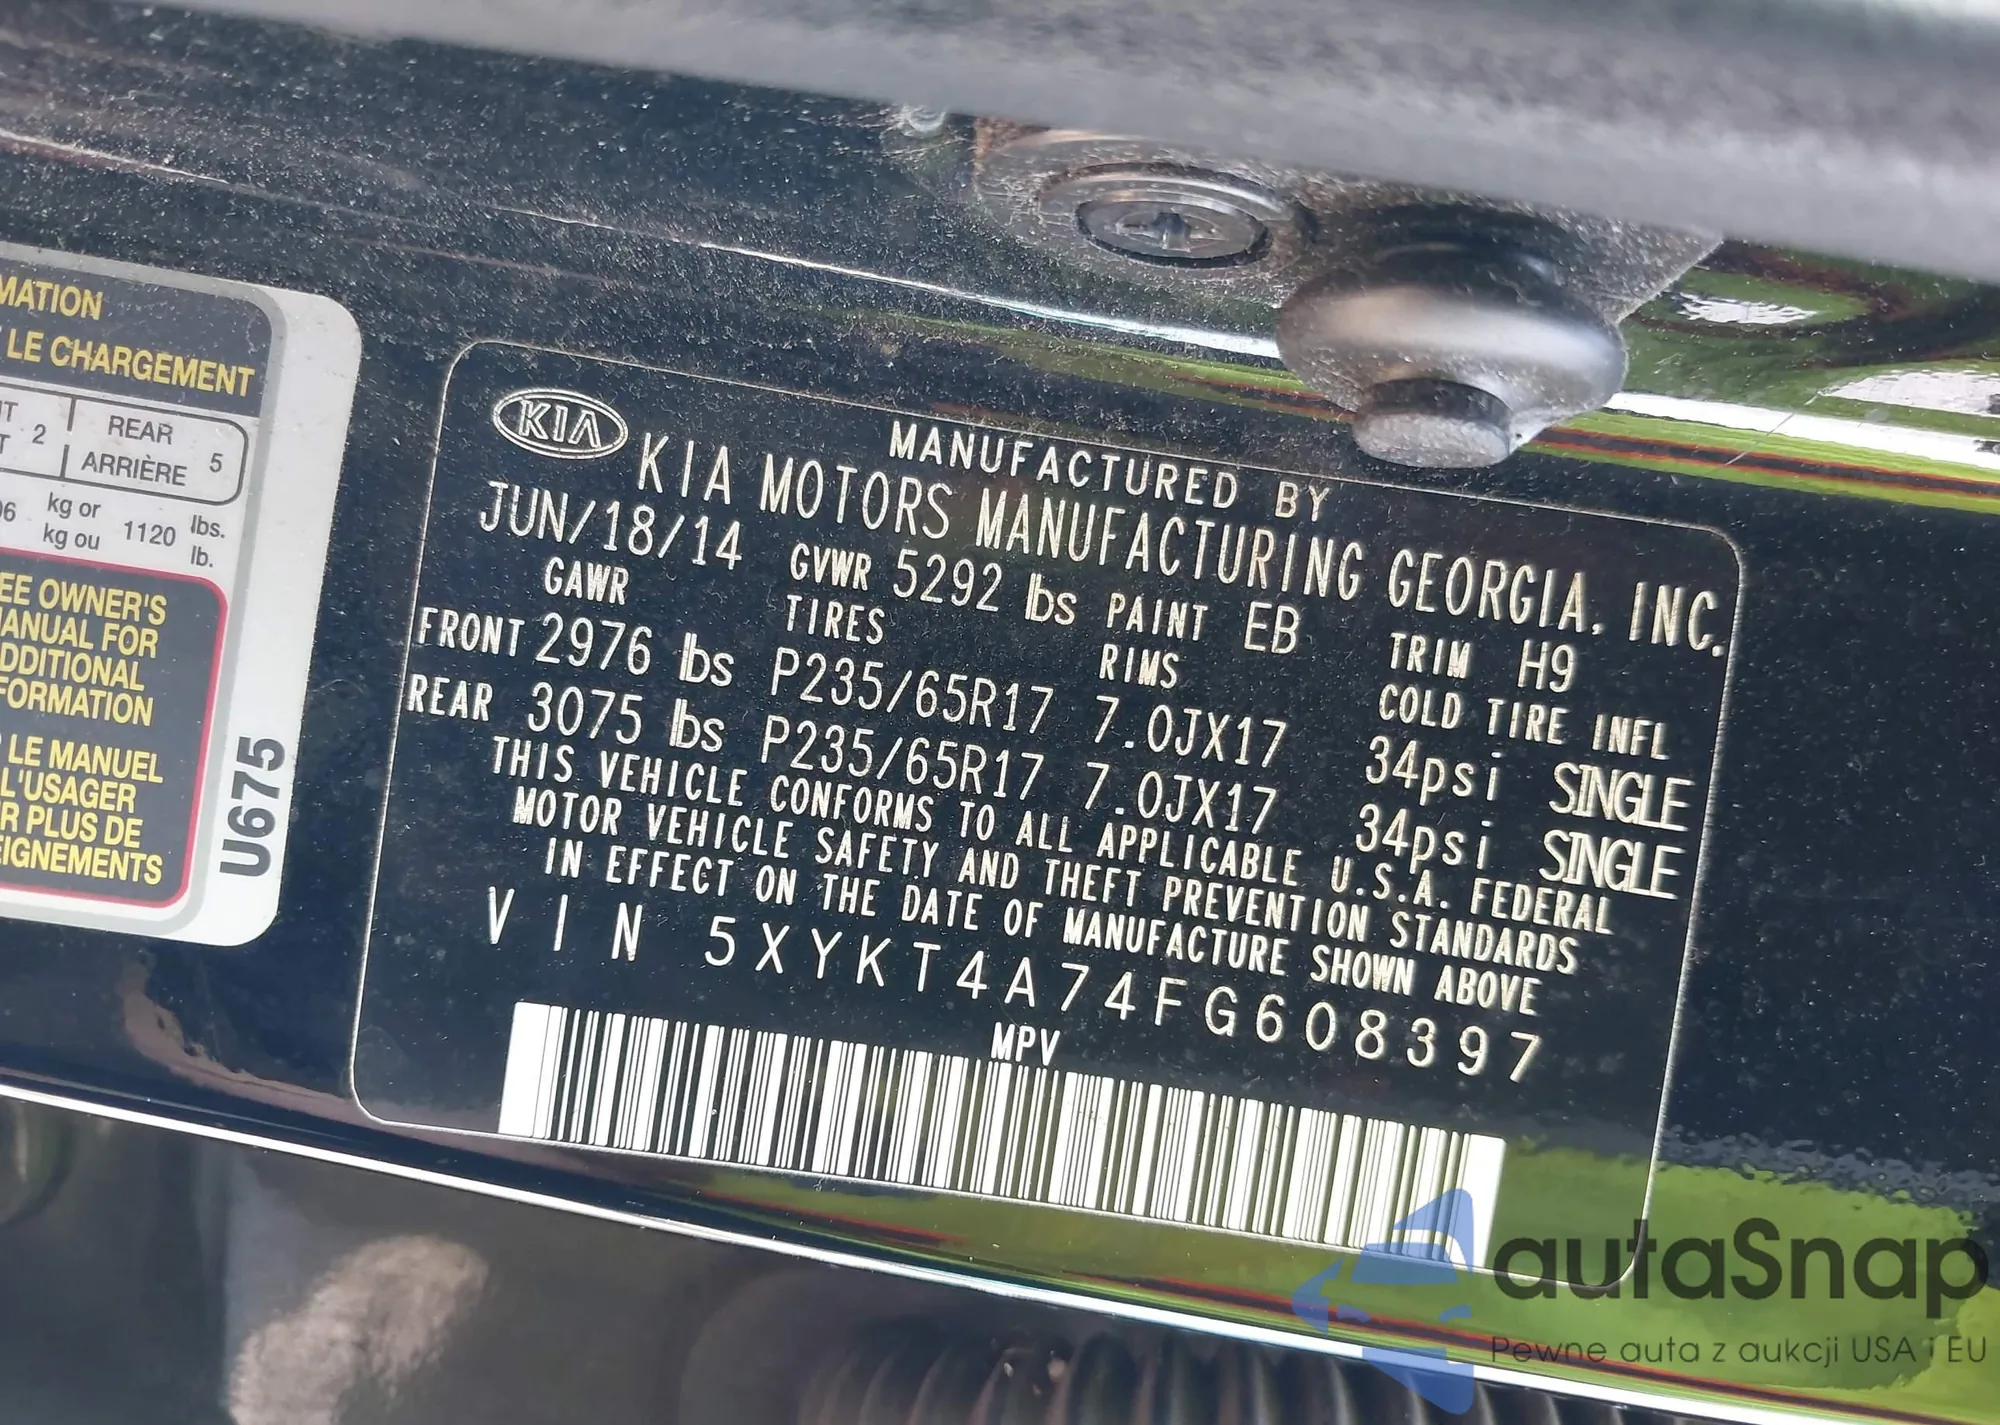 MATION
LE CHARGEMENT
2 REAR
ARRIÈRE 5
kg or 1120 lbs.
kg ou lb.
EE OWNER'S
ANUAL FOR
DDITIONAL
FORMATION
LE MANUEL
L'USAGER
R PLUS DE
EIGNEMENTS
U675
KIA
MANUFACTURED BY
KIA MOTORS MANUFACTURING GEORGIA, INC.
JUN/18/14 GVWR 5292 lbs PAINT EB TRIM H9
GAWR TIRES RIMS COLD TIRE INFL
FRONT 2976 lbs P235/65R17 7.0JX17 34psi SINGLE
REAR 3075 lbs P235/65R17 7.0JX17 34psi SINGLE
THIS VEHICLE CONFORMS TO ALL APPLICABLE U.S.A. FEDERAL
MOTOR VEHICLE SAFETY AND THEFT PREVENTION STANDARDS
IN EFFECT ON THE DATE OF MANUFACTURE SHOWN ABOVE
VIN 5XYKT4A74FG608397
MPV
autaSnap
Pewne auta z aukcji USA i EU